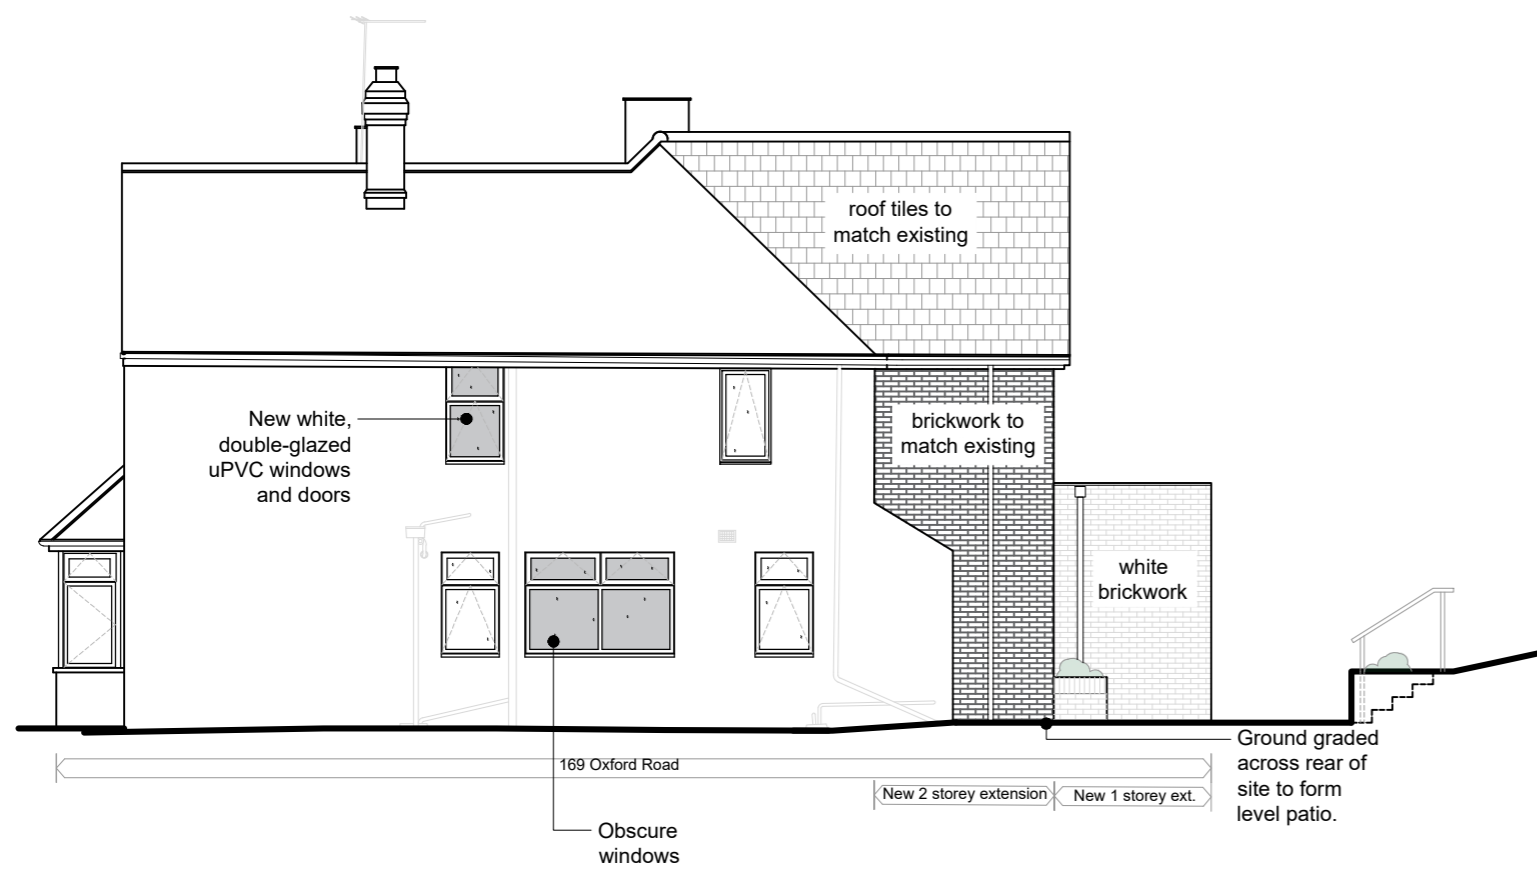 roof tiles to
match existing
New white,
double-glazed
uPVC windows
and doors
brickwork to
match existing
white
brickwork
Ground graded
across rear of
site to form
level patio.
169 Oxford Road
New 2 storey extension
New 1 storey ext.
Obscure
windows